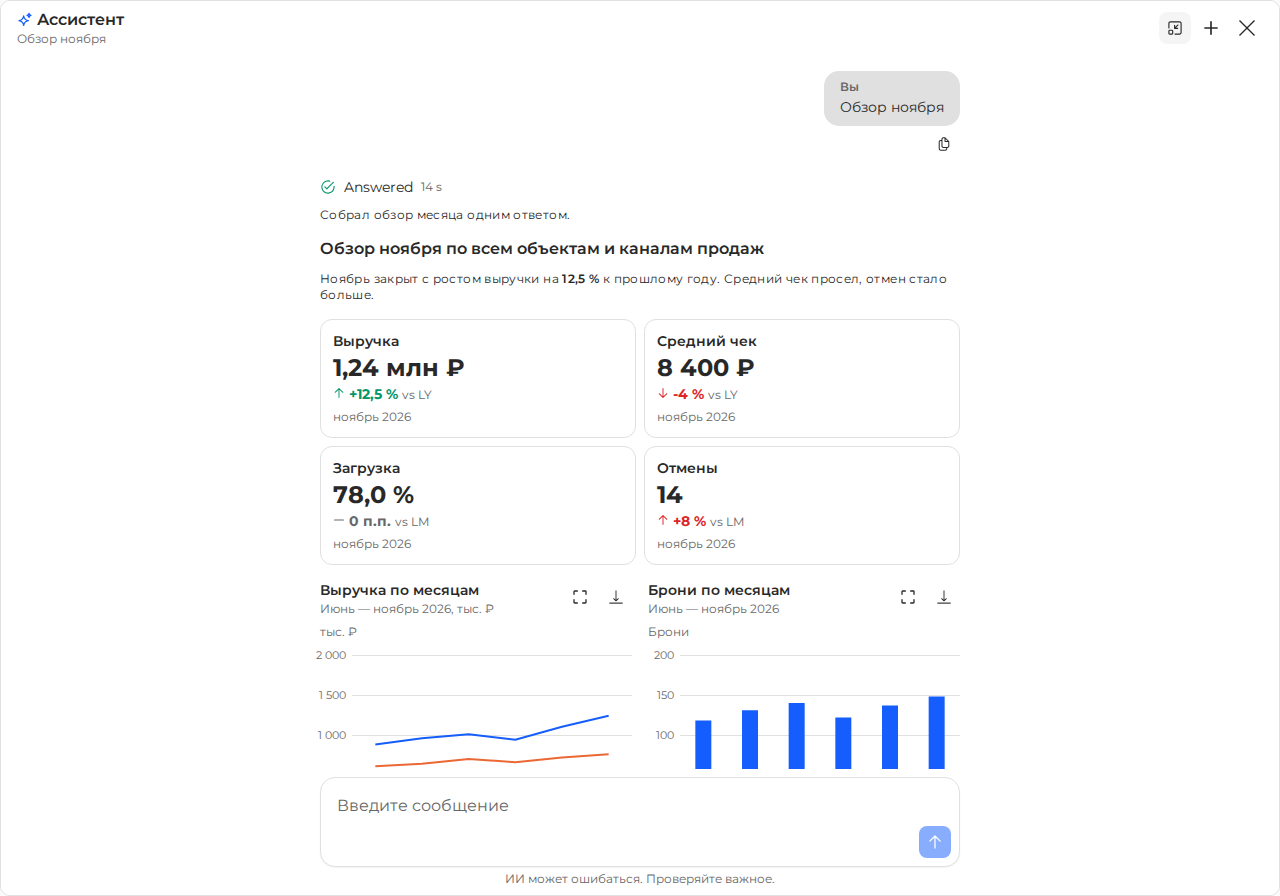 Ассистент
Обзор ноября
Вы
Обзор ноября
Answered 14 s
Собрал обзор месяца одним ответом.
Обзор ноября по всем объектам и каналам продаж
Ноябрь закрыт с ростом выручки на 12,5 % к прошлому году. Средний чек просел, отмен стало
больше.
Выручка
1,24 млн ₽
+12,5 % vs LY
ноябрь 2026
Средний чек
8 400 ₽
-4 % vs LY
ноябрь 2026
Загрузка
78,0 %
0 п.п. vs LM
ноябрь 2026
Отмены
14
+8 % vs LM
ноябрь 2026
Выручка по месяцам
Июнь — ноябрь 2026, тыс. ₽
тыс. ₽
2 000
1 500
1 000
Брони по месяцам
Июнь — ноябрь 2026
Брони
200
150
100
Введите сообщение
ИИ может ошибаться. Проверяйте важное.